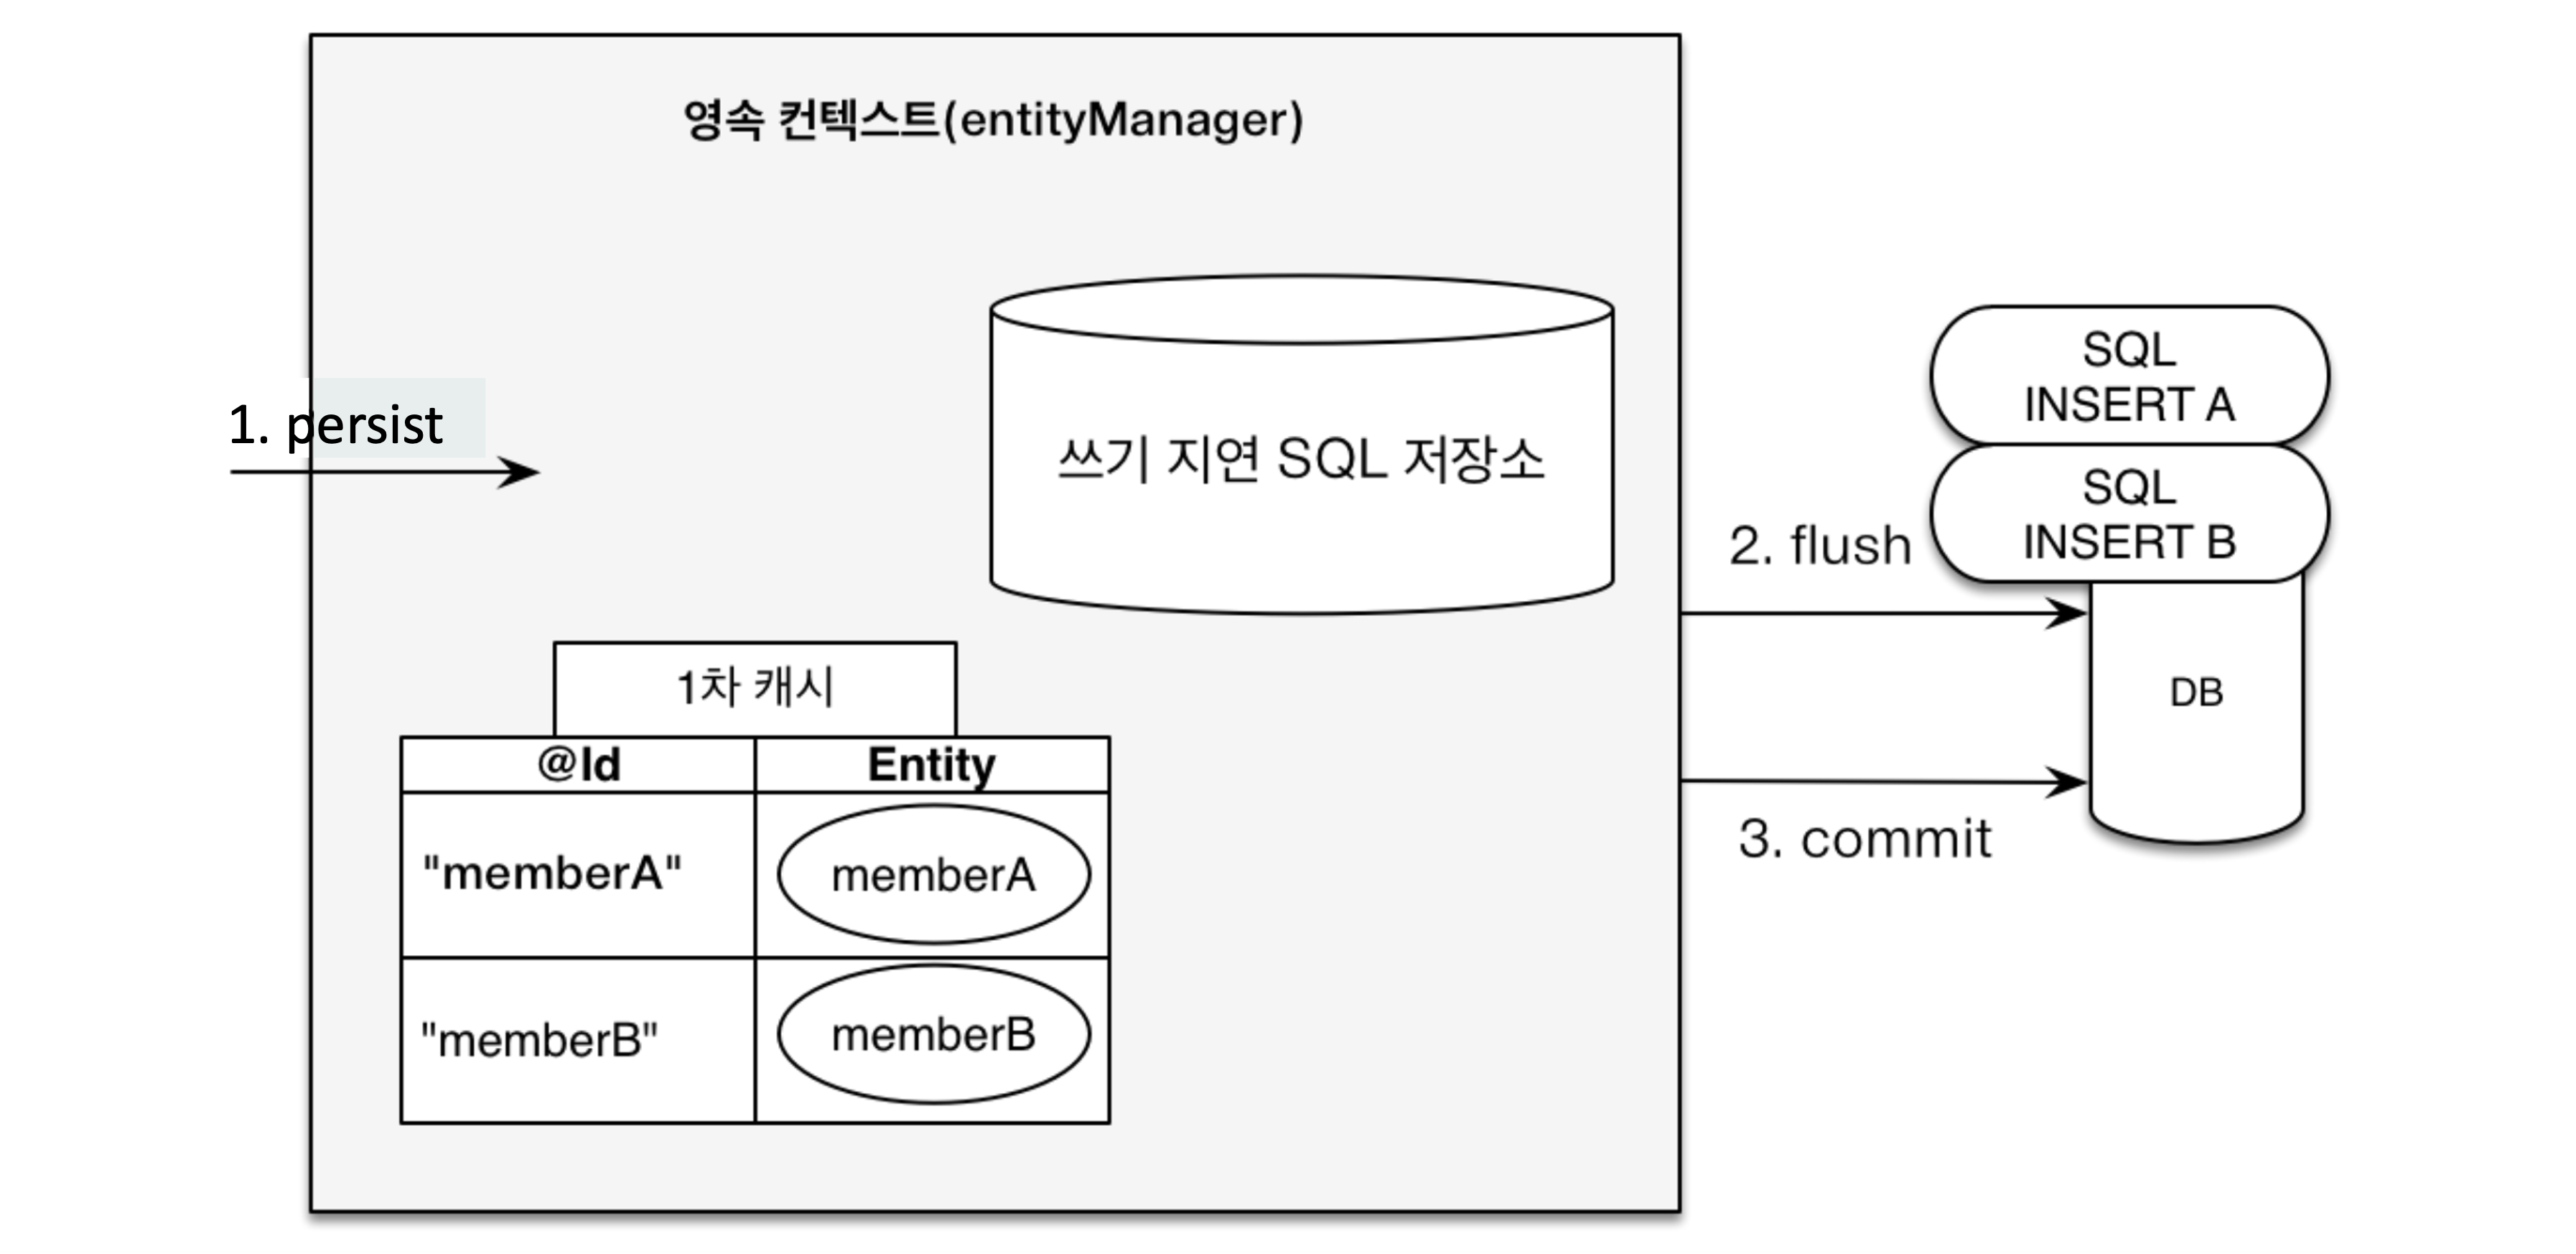 영속 컨텍스트(entityManager)
1. persist
쓰기 지연 SQL 저장소
SQL
INSERT A
SQL
INSERT B
2. flush
DB
3. commit
1차 캐시
@Id
Entity
"memberA"
memberA
"memberB"
memberB